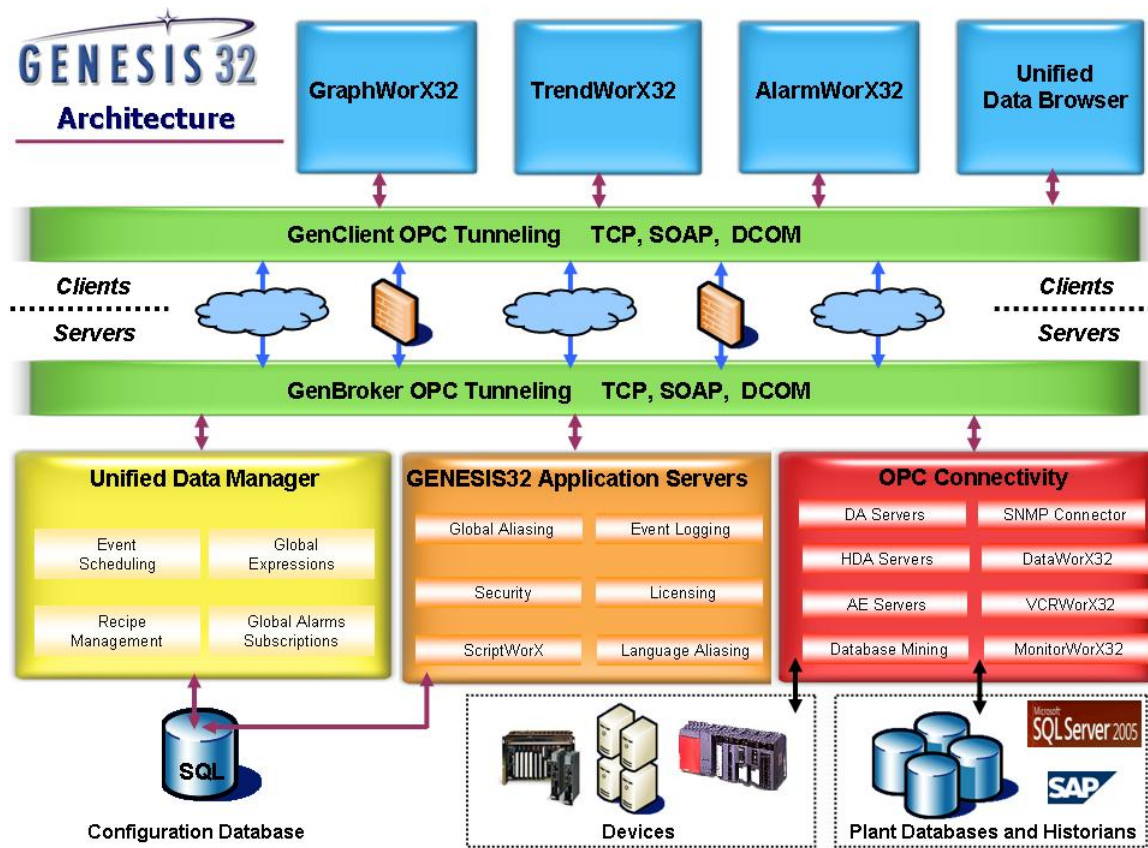 GENESIS 32
Architecture
GraphWorX32
TrendWorX32
AlarmWorX32
Unified
Data Browser
GenClient OPC Tunneling TCP, SOAP, DCOM
Clients
Servers
Clients
Servers
GenBroker OPC Tunneling TCP, SOAP, DCOM
Unified Data Manager
Event
Scheduling
Global
Expressions
Recipe
Management
Global Alarms
Subscriptions
GENESIS32 Application Servers
Global Aliasing
Event Logging
Security
Licensing
ScriptWorX
Language Aliasing
OPC Connectivity
DA Servers
SNMP Connector
HDA Servers
DataWorX32
AE Servers
VCRWorX32
Database Mining
MonitorWorX32
SQL
Configuration Database
Devices
Microsoft
SQL Server 2005
SAP
Plant Databases and Historians